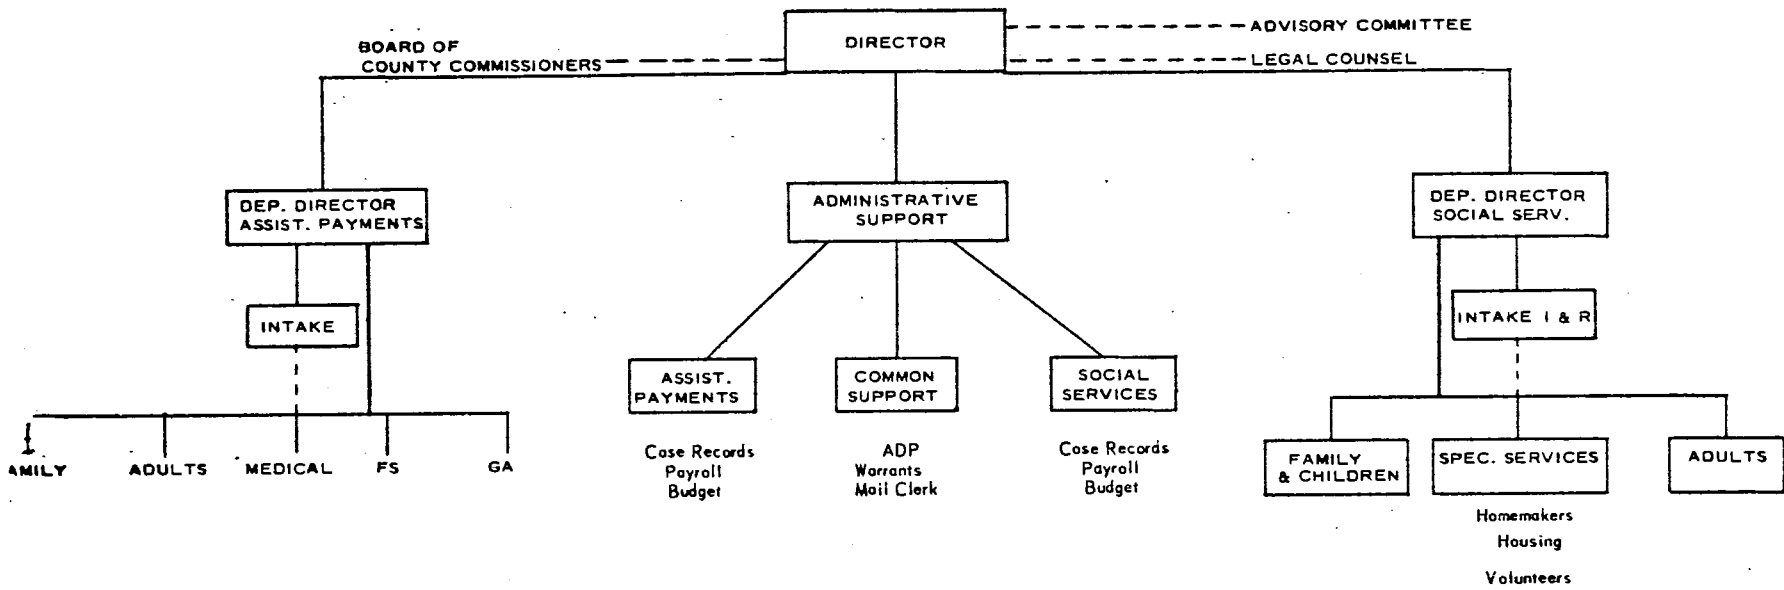 DIRECTOR
ADVISORY COMMITTEE
BOARD OF
COUNTY COMMISSIONERS
LEGAL COUNSEL
DEP. DIRECTOR
ASSIST. PAYMENTS
ADMINISTRATIVE
SUPPORT
DEP. DIRECTOR
SOCIAL SERV.
INTAKE
INTAKE I & R
ASSIST.
PAYMENTS
COMMON
SUPPORT
SOCIAL
SERVICES
AMILY
ADULTS
MEDICAL
FS
GA
Case Records
Payroll
Budget
ADP
Warrants
Mail Clerk
Case Records
Payroll
Budget
FAMILY
& CHILDREN
SPEC. SERVICES
ADULTS
Homemakers
Housing
Volunteers